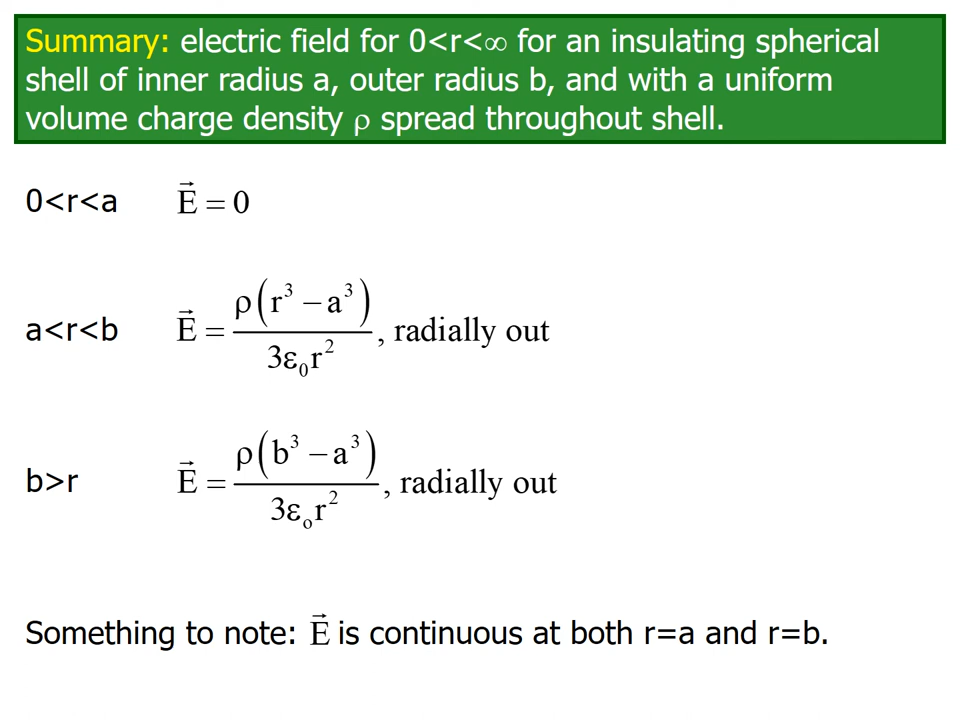 Summary: electric field for 0<r<∞ for an insulating spherical
shell of inner radius a, outer radius b, and with a uniform
volume charge density ρ spread throughout shell.
0<r<a E⃗ = 0
a<r<b E⃗ = ρ(r³ − a³) / 3ε₀r² , radially out
b>r E⃗ = ρ(b³ − a³) / 3εₒr² , radially out
Something to note: E⃗ is continuous at both r=a and r=b.